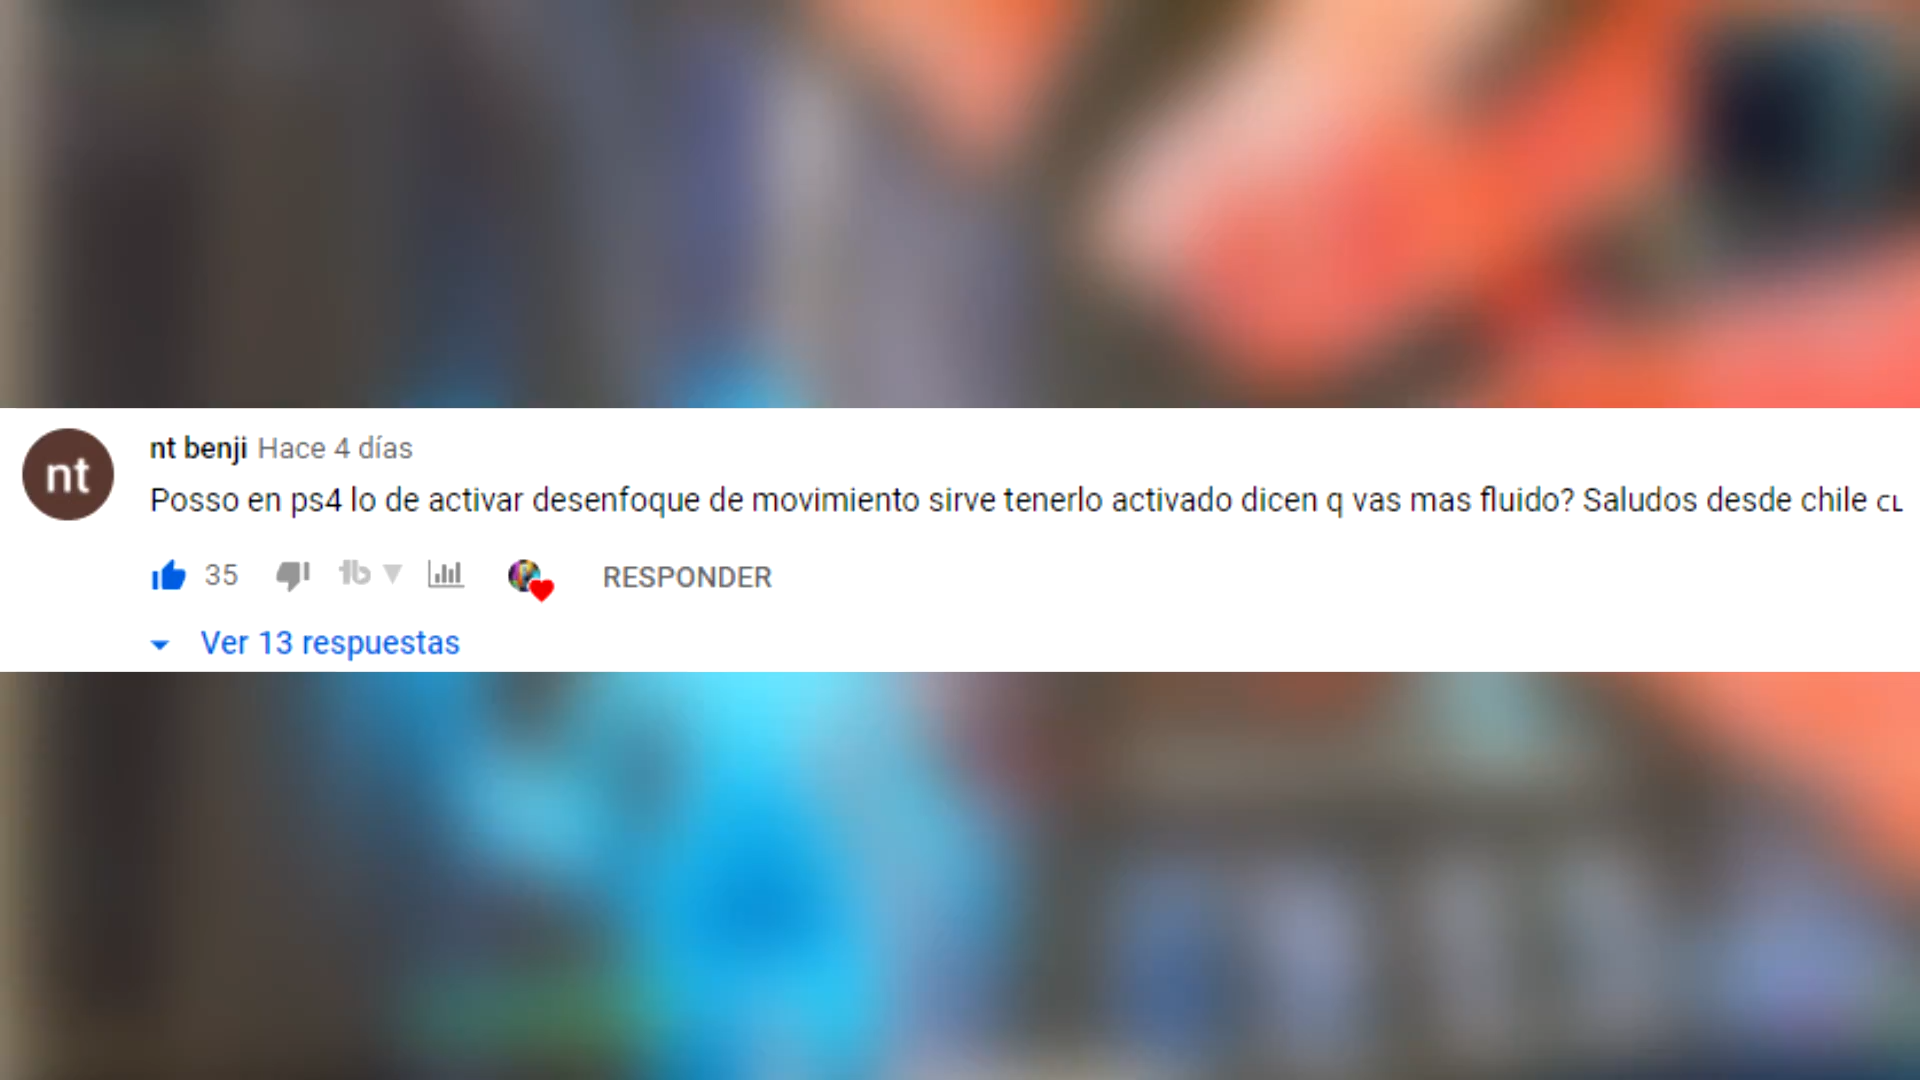 nt
nt benji Hace 4 días
Posso en ps4 lo de activar desenfoque de movimiento sirve tenerlo activado dicen q vas mas fluido? Saludos desde chile CL
35 RESPONDER
Ver 13 respuestas